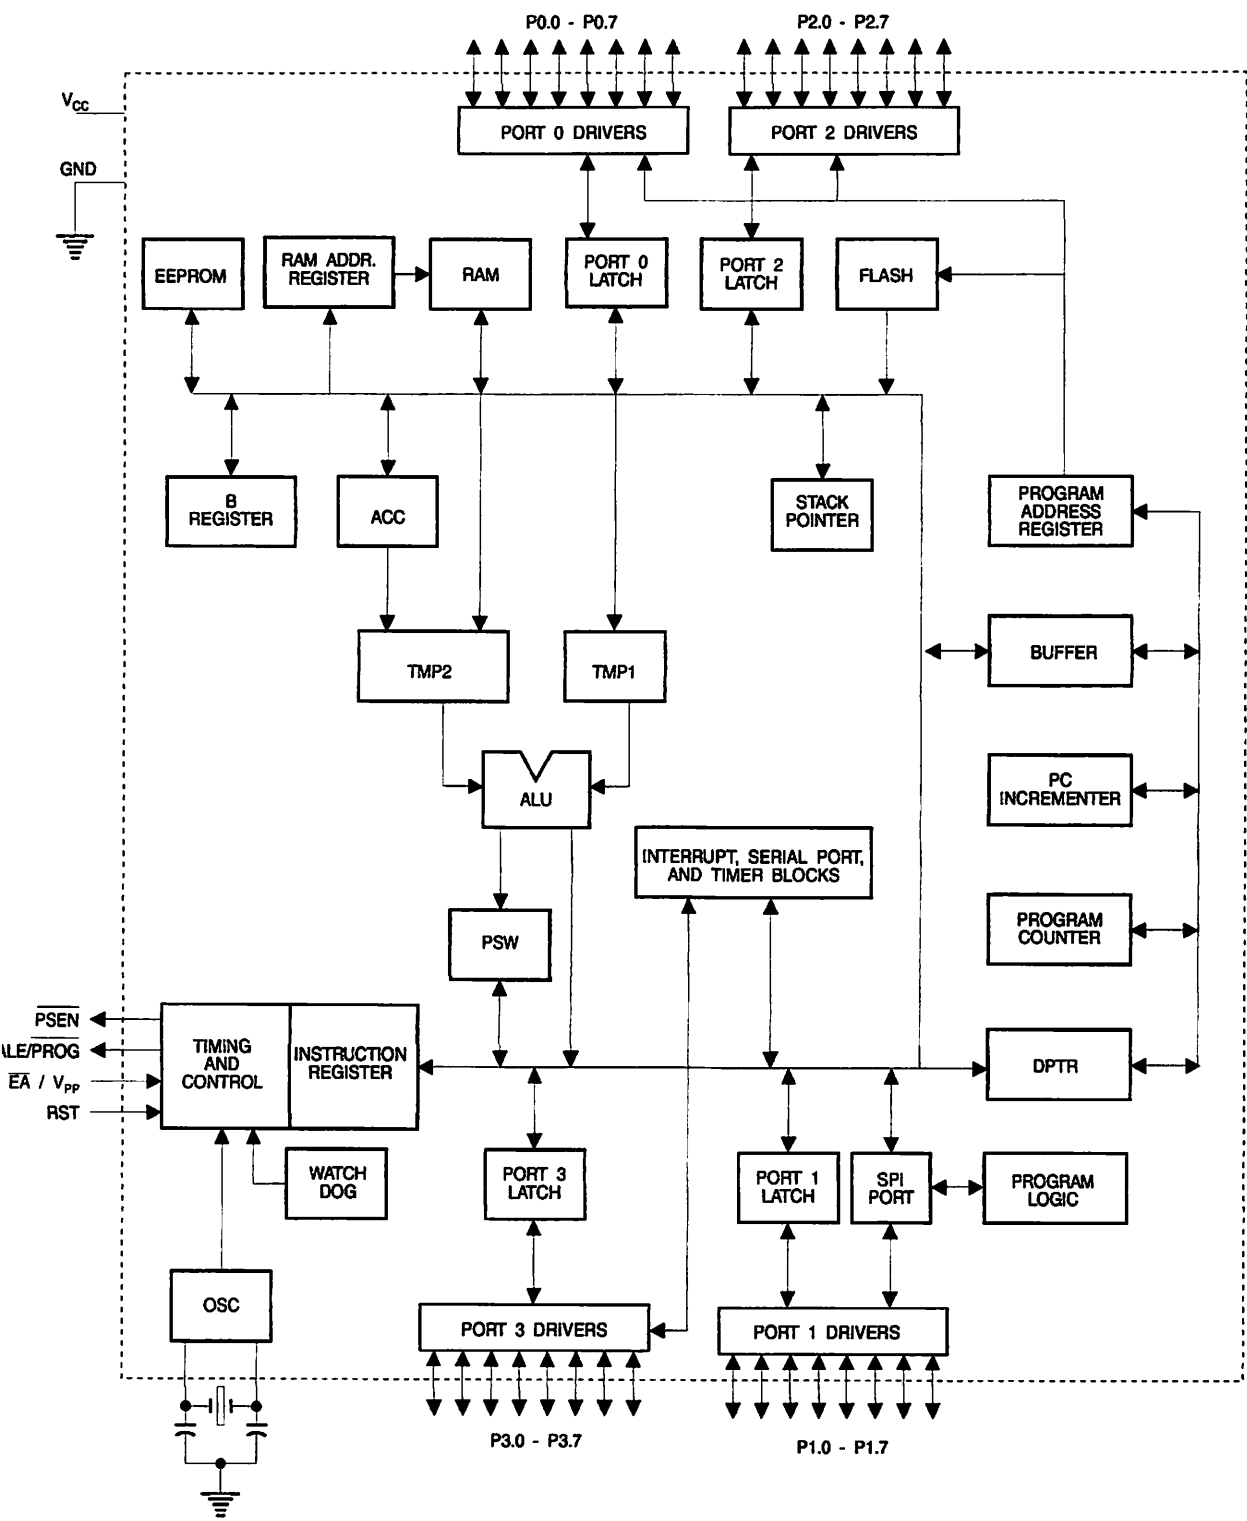 P0.0 - P0.7
P2.0 - P2.7
V_CC
GND
PORT 0 DRIVERS
PORT 2 DRIVERS
EEPROM
RAM ADDR.
REGISTER
RAM
PORT 0
LATCH
PORT 2
LATCH
FLASH
B
REGISTER
ACC
STACK
POINTER
PROGRAM
ADDRESS
REGISTER
TMP2
TMP1
BUFFER
ALU
PC
INCREMENTER
INTERRUPT, SERIAL PORT,
AND TIMER BLOCKS
PSW
PROGRAM
COUNTER
PSEN
LE/PROG
EA / V_PP
RST
TIMING
AND
CONTROL
INSTRUCTION
REGISTER
DPTR
WATCH
DOG
PORT 3
LATCH
PORT 1
LATCH
SPI
PORT
PROGRAM
LOGIC
OSC
PORT 3 DRIVERS
PORT 1 DRIVERS
P3.0 - P3.7
P1.0 - P1.7